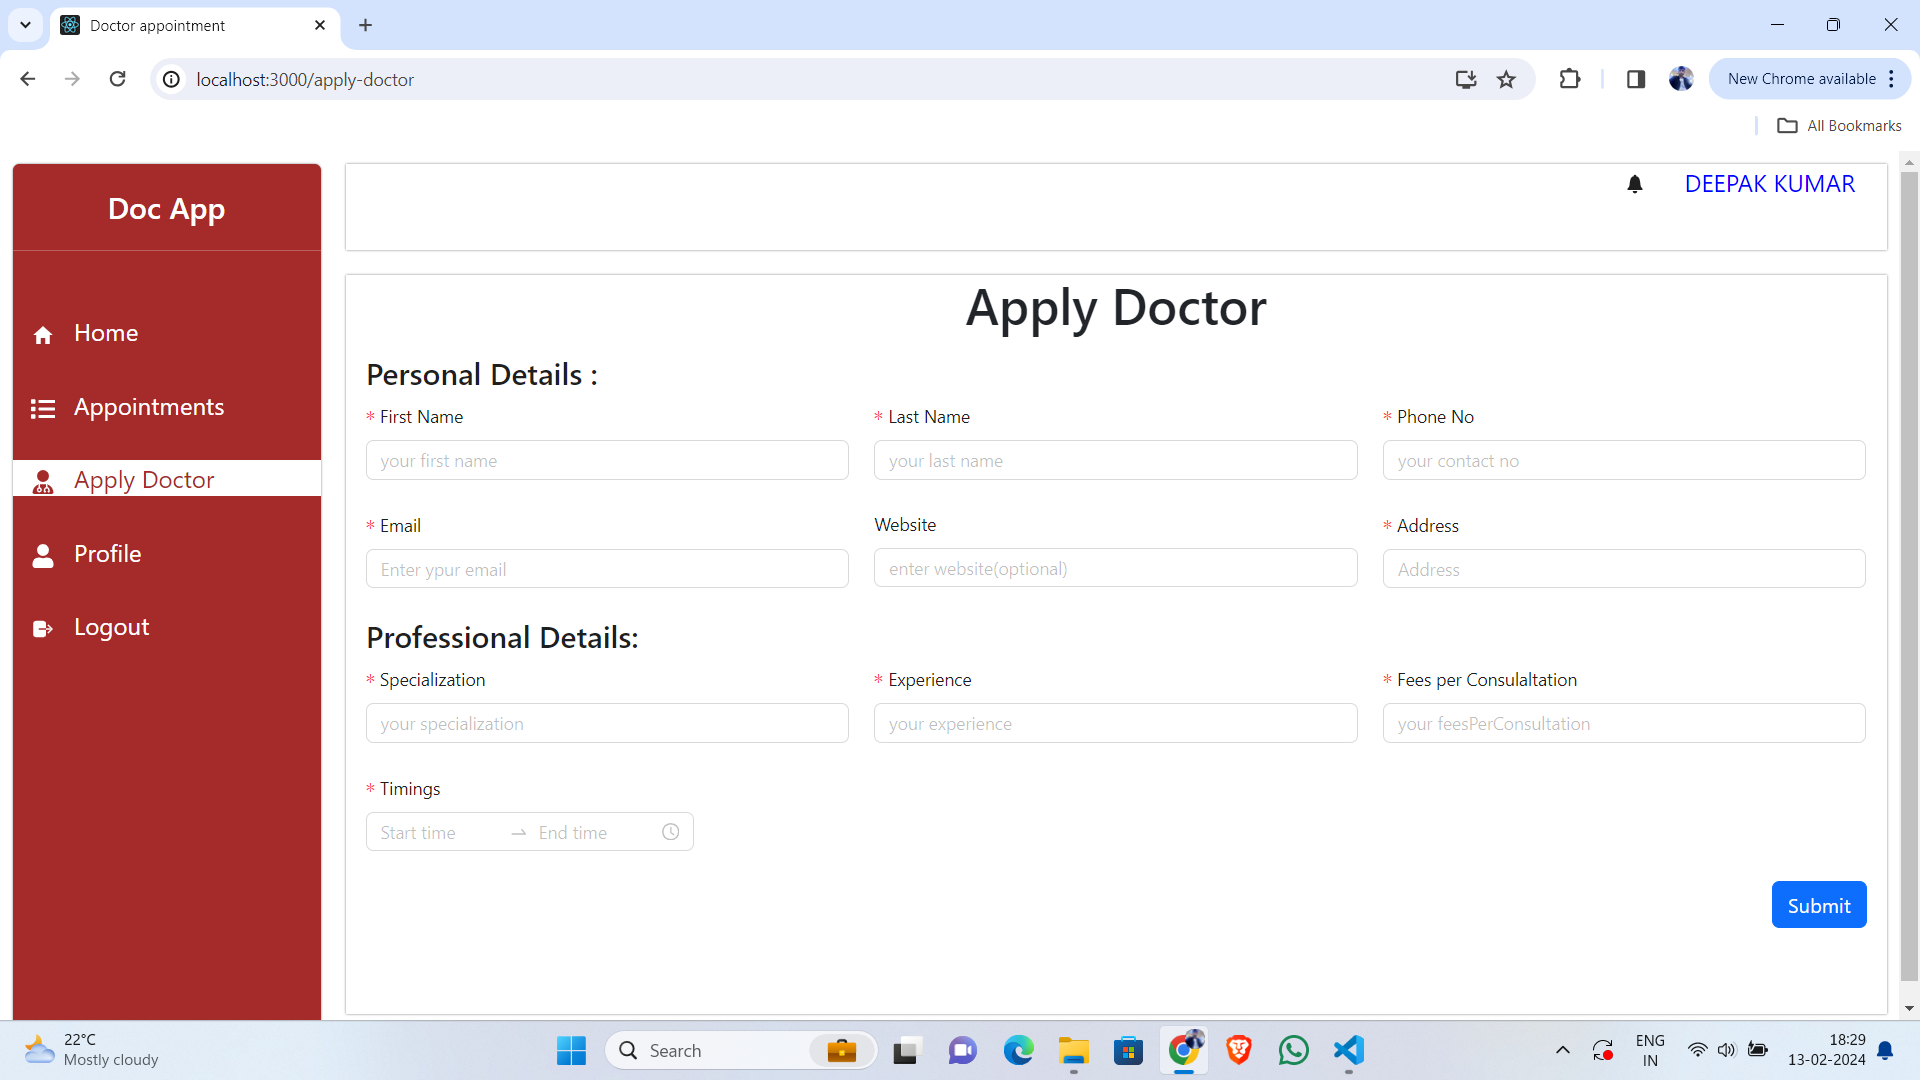 Doctor appointment
localhost:3000/apply-doctor
New Chrome available
All Bookmarks
Doc App
DEEPAK KUMAR
Home
Appointments
Apply Doctor
Profile
Logout
Apply Doctor
Personal Details :
* First Name
* Last Name
* Phone No
your first name
your last name
your contact no
* Email
Website
* Address
Enter ypur email
enter website(optional)
Address
Professional Details:
* Specialization
* Experience
* Fees per Consulaltation
your specialization
your experience
your feesPerConsultation
* Timings
Start time
End time
Submit
22°C
Mostly cloudy
Search
ENG
IN
18:29
13-02-2024